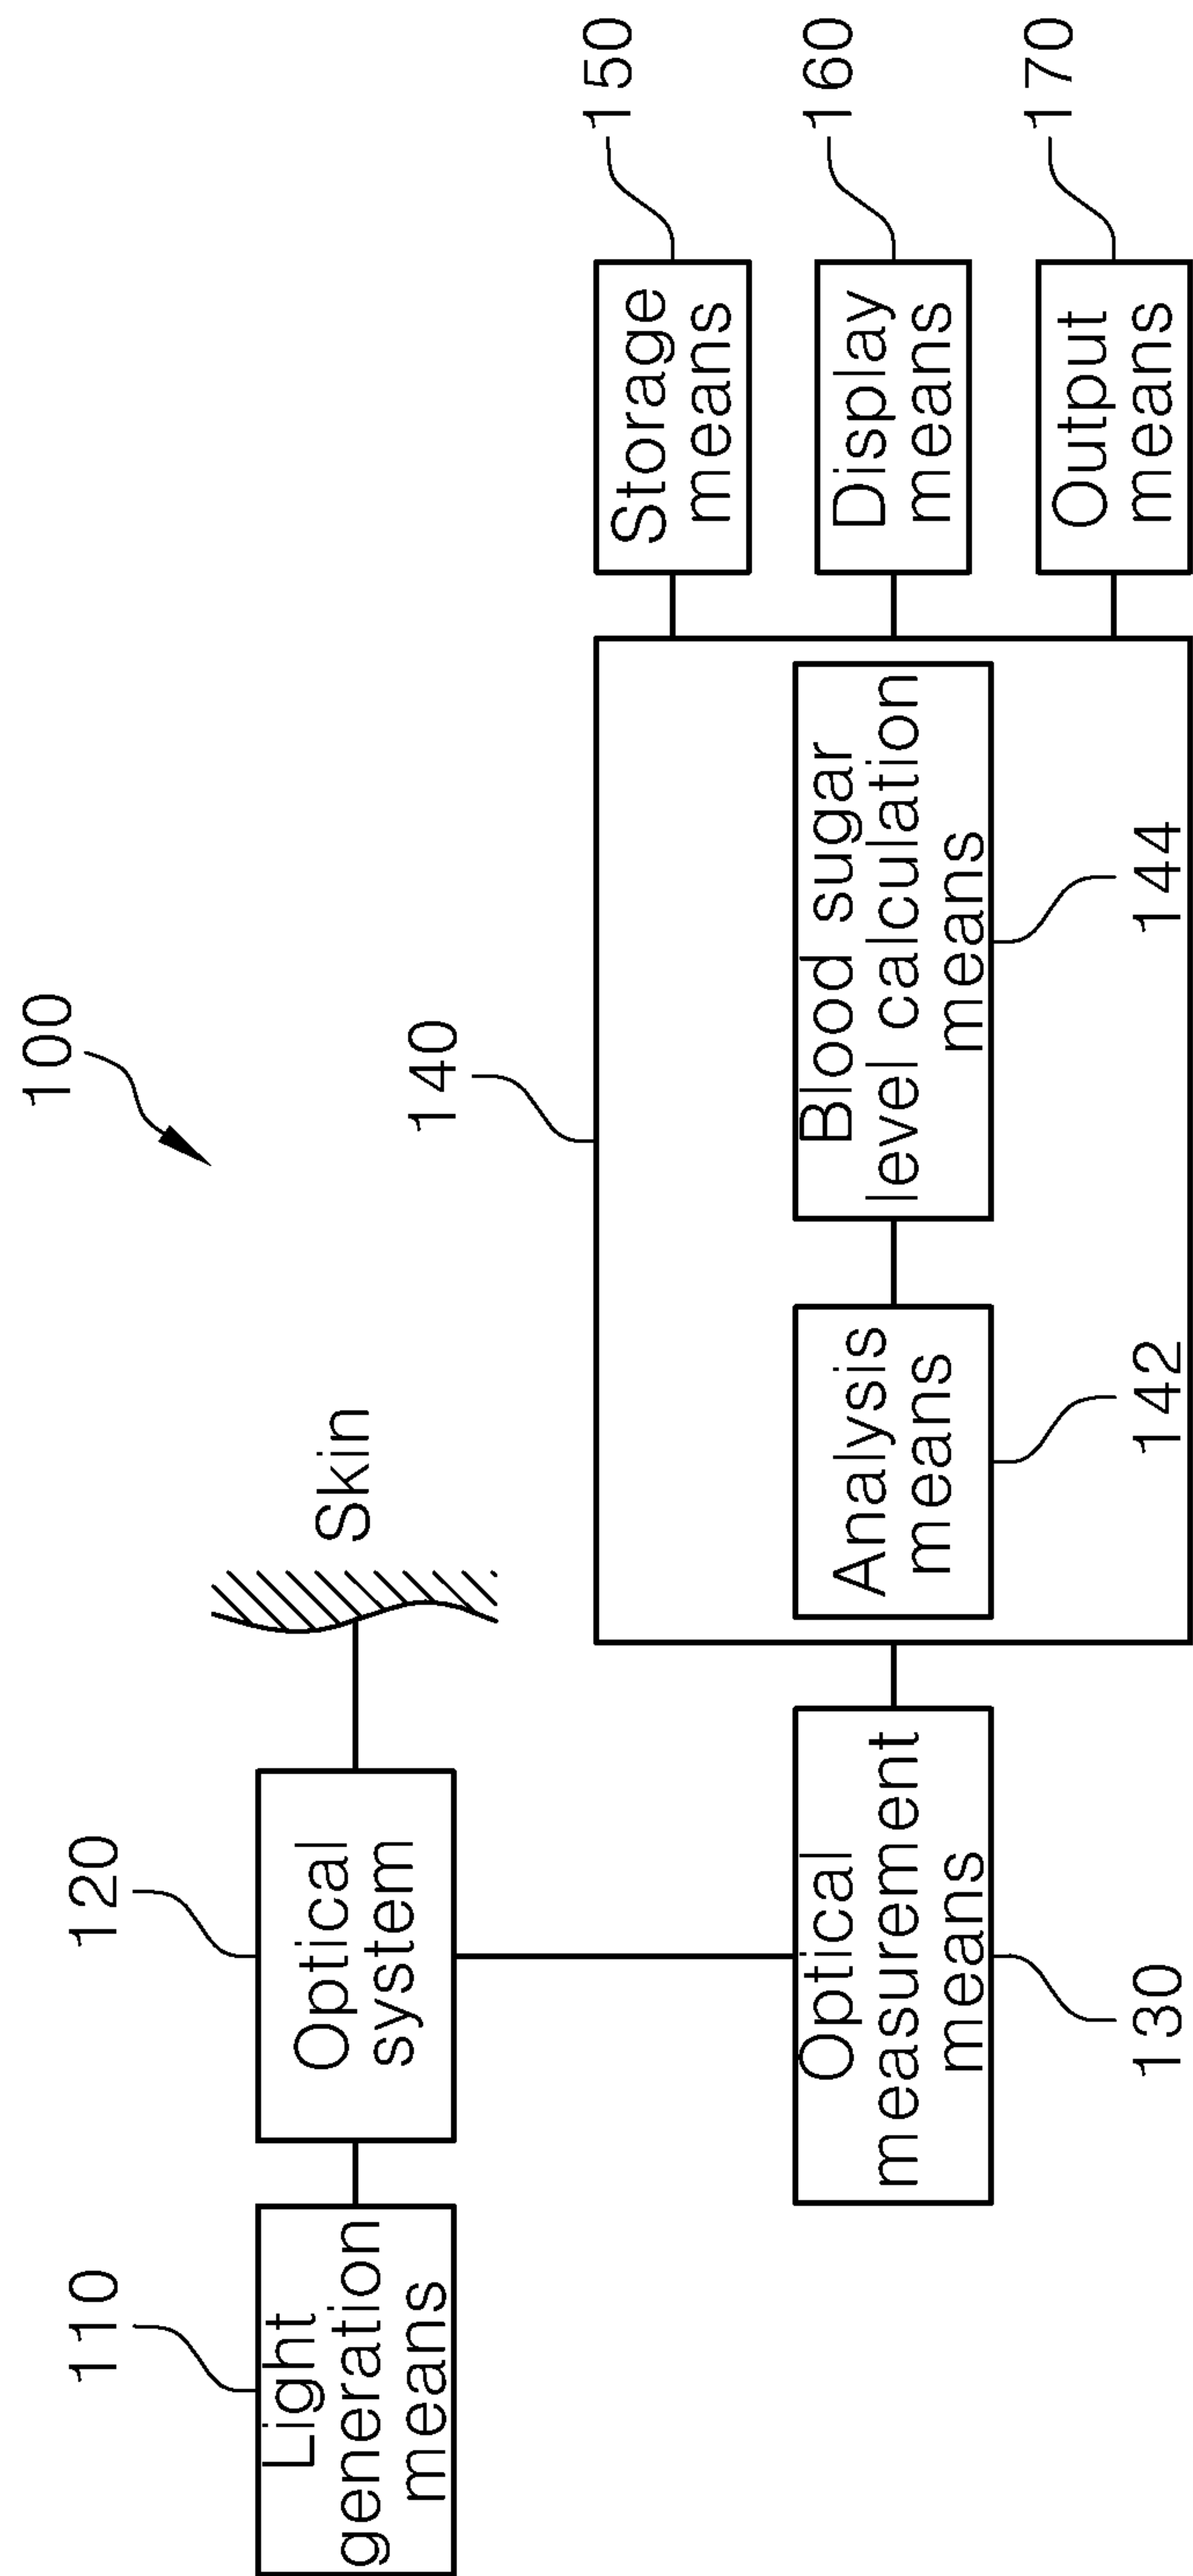 100
110
120
Light
generation
means
Optical
system
Skin
140
150
160
170
Optical
measurement
means
Analysis
means
Blood sugar
level calculation
means
Storage
means
Display
means
Output
means
130
142
144